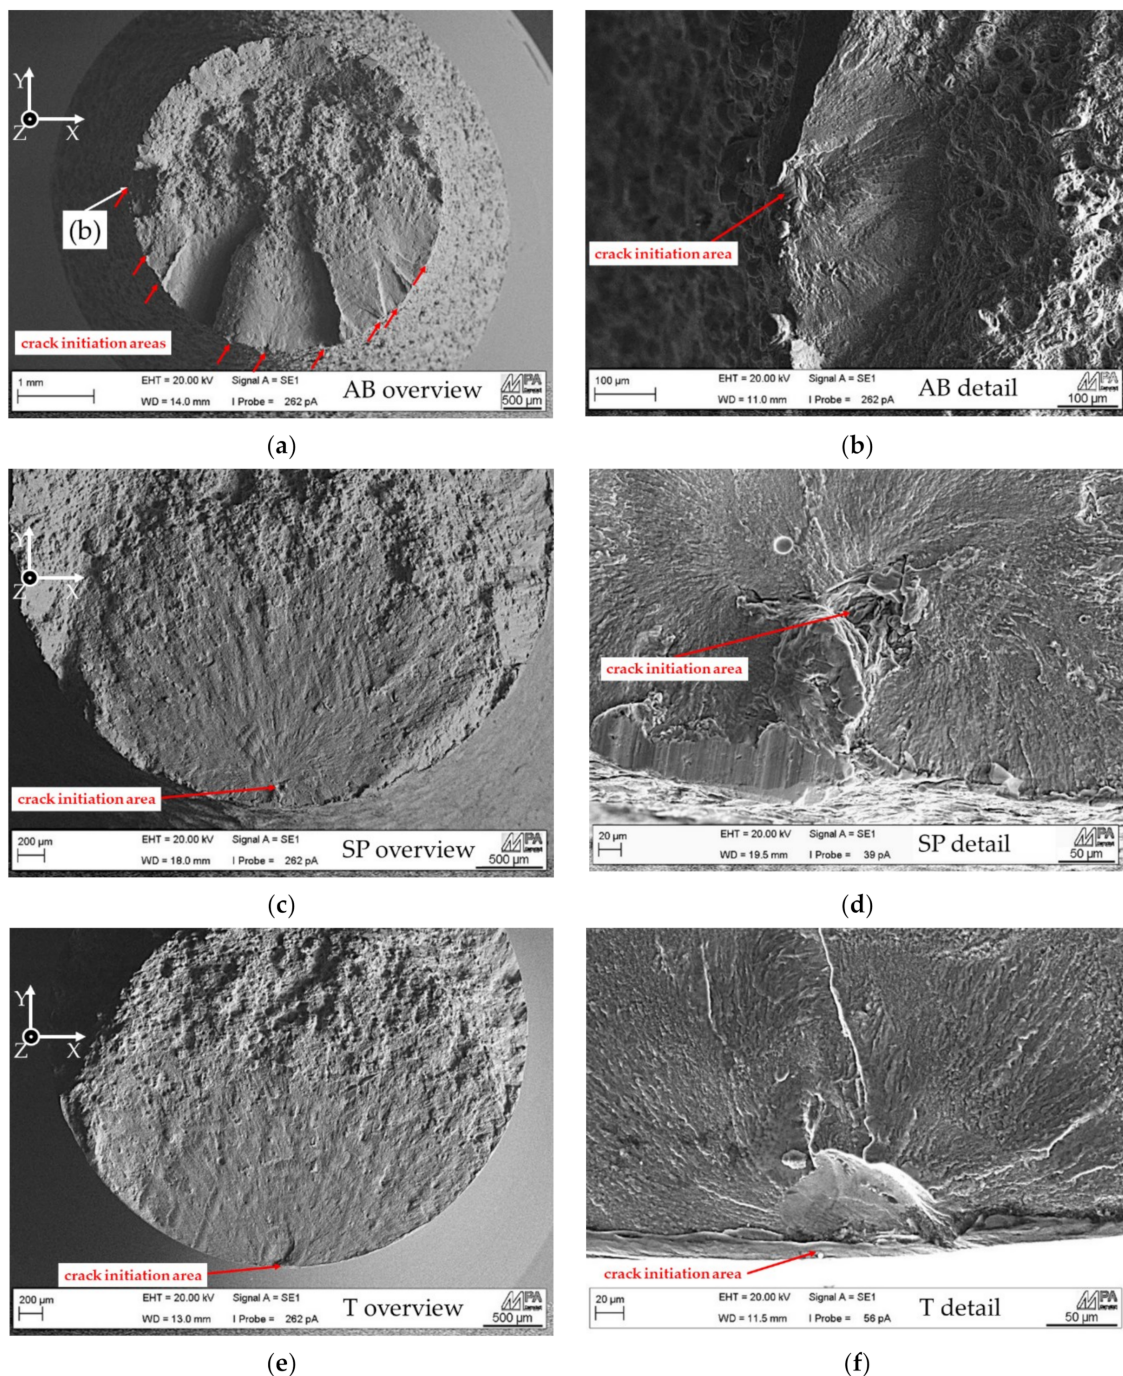 Y
Z X
(b)
crack initiation areas
1 mm
EHT = 20.00 kV Signal A = SE1
WD = 14.0 mm I Probe = 262 pA
AB overview
MPA
500 µm
(a)
crack initiation area
100 µm
EHT = 20.00 kV Signal A = SE1
WD = 11.0 mm I Probe = 262 pA
AB detail
MPA
100 µm
(b)
Y
Z X
crack initiation area
200 µm
EHT = 20.00 kV Signal A = SE1
WD = 18.0 mm I Probe = 262 pA
SP overview
MPA
500 µm
(c)
crack initiation area
20 µm
EHT = 20.00 kV Signal A = SE1
WD = 19.5 mm I Probe = 39 pA
SP detail
MPA
50 µm
(d)
Y
Z X
crack initiation area
200 µm
EHT = 20.00 kV Signal A = SE1
WD = 13.0 mm I Probe = 262 pA
T overview
MPA
500 µm
(e)
crack initiation area
20 µm
EHT = 20.00 kV Signal A = SE1
WD = 11.5 mm I Probe = 56 pA
T detail
MPA
50 µm
(f)